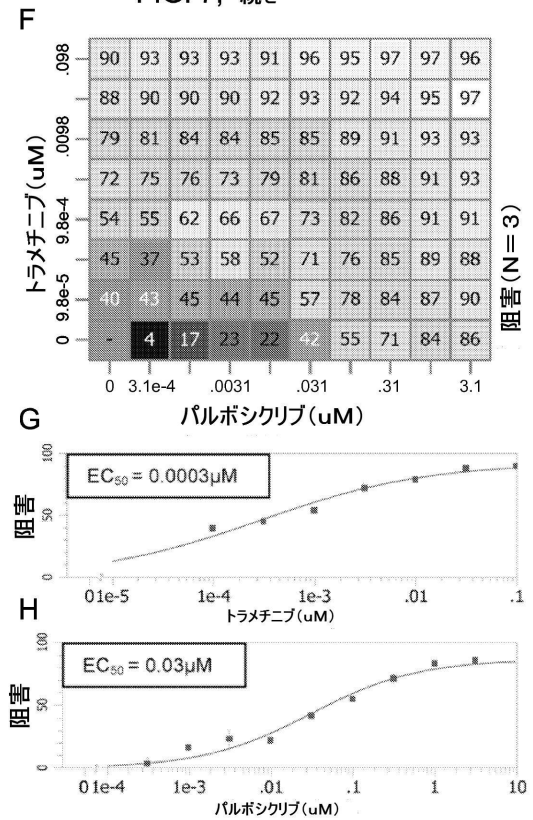 F
.098 90 93 93 93 91 96 95 97 97 96
88 90 90 90 92 93 92 94 95 97
.0098 79 81 84 84 85 85 89 91 93 93
72 75 76 73 79 81 86 88 91 93
9.8e-4 54 55 62 66 67 73 82 86 91 91
45 37 53 58 52 71 76 85 89 88
9.8e-5 40 43 45 44 45 57 78 84 87 90
0 - 4 17 23 22 42 55 71 84 86
トラメチニブ(uM)
阻害(N=3)
0 3.1e-4 .0031 .031 .31 3.1
パルボシクリブ(uM)
G
EC50 = 0.0003µM
阻害
100
50
0
01e-5 1e-4 1e-3 .01 .1
トラメチニブ(uM)
H
EC50 = 0.03µM
阻害
100
50
0
01e-4 1e-3 .01 .1 1 10
パルボシクリブ(uM)